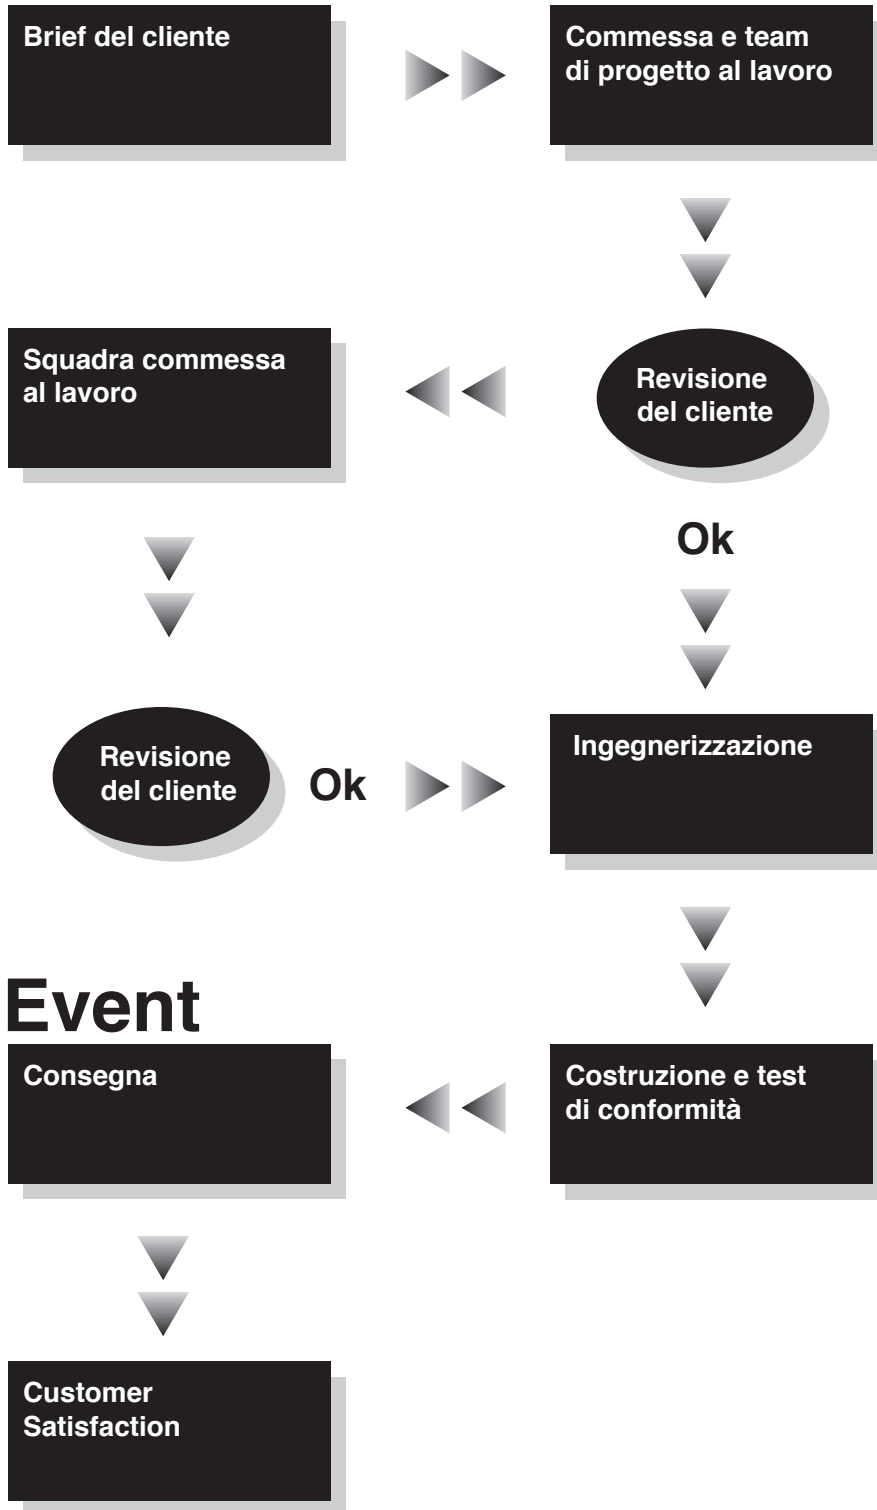 Brief del cliente
Commessa e team
di progetto al lavoro
Squadra commessa
al lavoro
Revisione
del cliente
Ok
Revisione
del cliente
Ok
Ingegnerizzazione
Event
Consegna
Costruzione e test
di conformità
Customer
Satisfaction